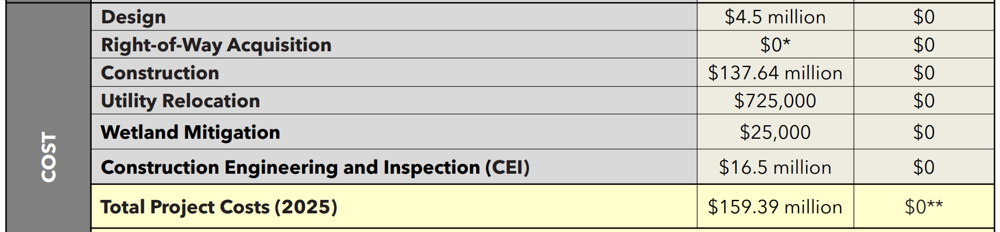 COST
Design $4.5 million $0
Right-of-Way Acquisition $0* $0
Construction $137.64 million $0
Utility Relocation $725,000 $0
Wetland Mitigation $25,000 $0
Construction Engineering and Inspection (CEI) $16.5 million $0
Total Project Costs (2025) $159.39 million $0**